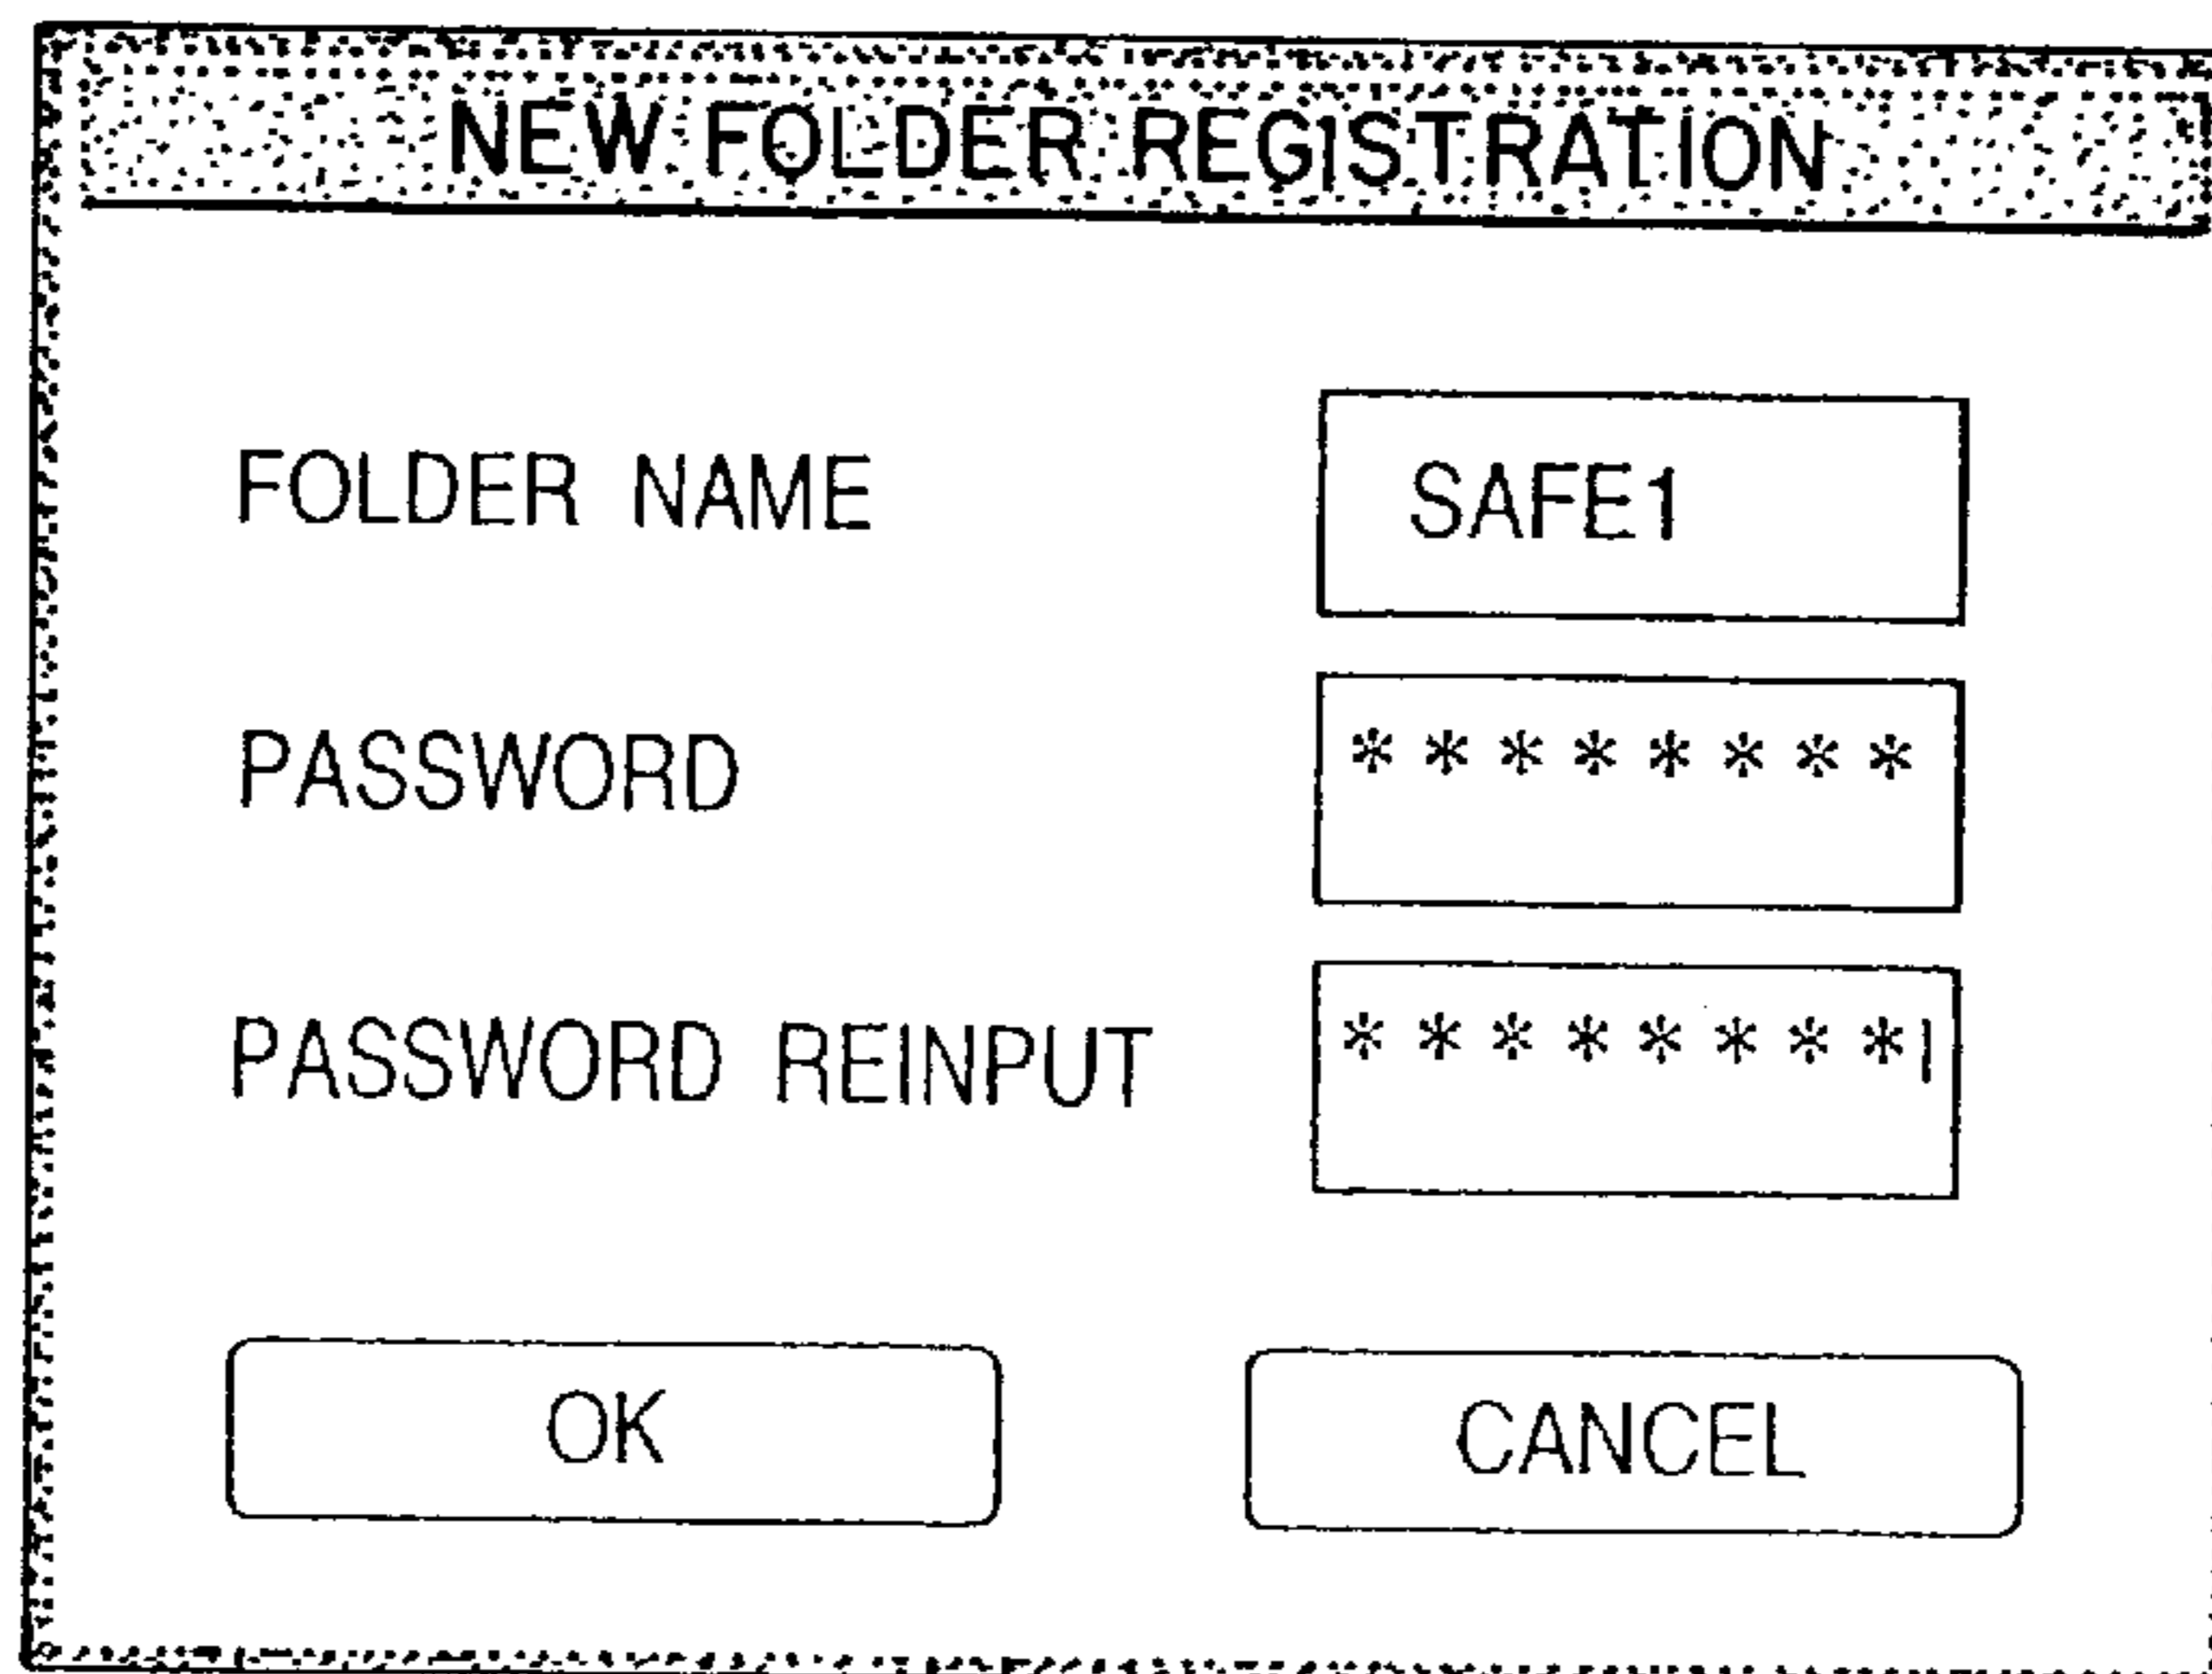 NEW FOLDER REGISTRATION
FOLDER NAME SAFE1
PASSWORD ********
PASSWORD REINPUT ********|
OK CANCEL